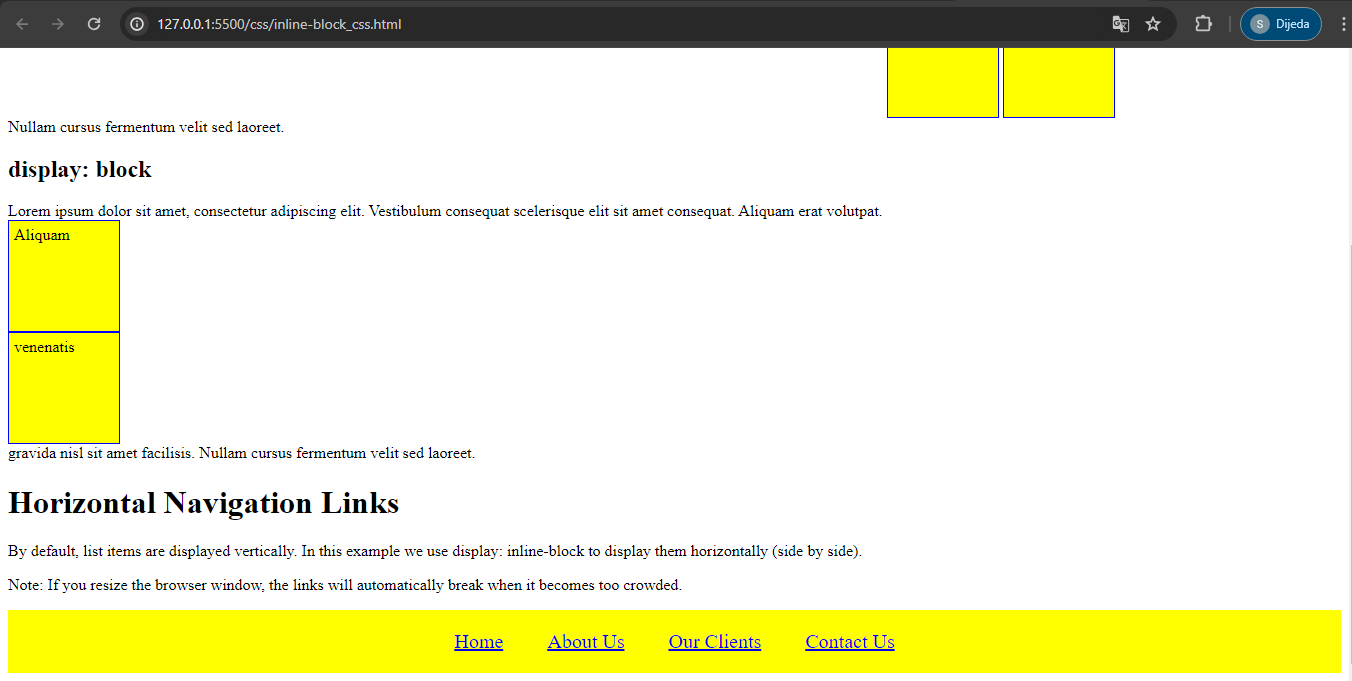 127.0.0.1:5500/css/inline-block_css.html
S Dijeda
Nullam cursus fermentum velit sed laoreet.
display: block
Lorem ipsum dolor sit amet, consectetur adipiscing elit. Vestibulum consequat scelerisque elit sit amet consequat. Aliquam erat volutpat.
Aliquam
venenatis
gravida nisl sit amet facilisis. Nullam cursus fermentum velit sed laoreet.
Horizontal Navigation Links
By default, list items are displayed vertically. In this example we use display: inline-block to display them horizontally (side by side).
Note: If you resize the browser window, the links will automatically break when it becomes too crowded.
Home About Us Our Clients Contact Us